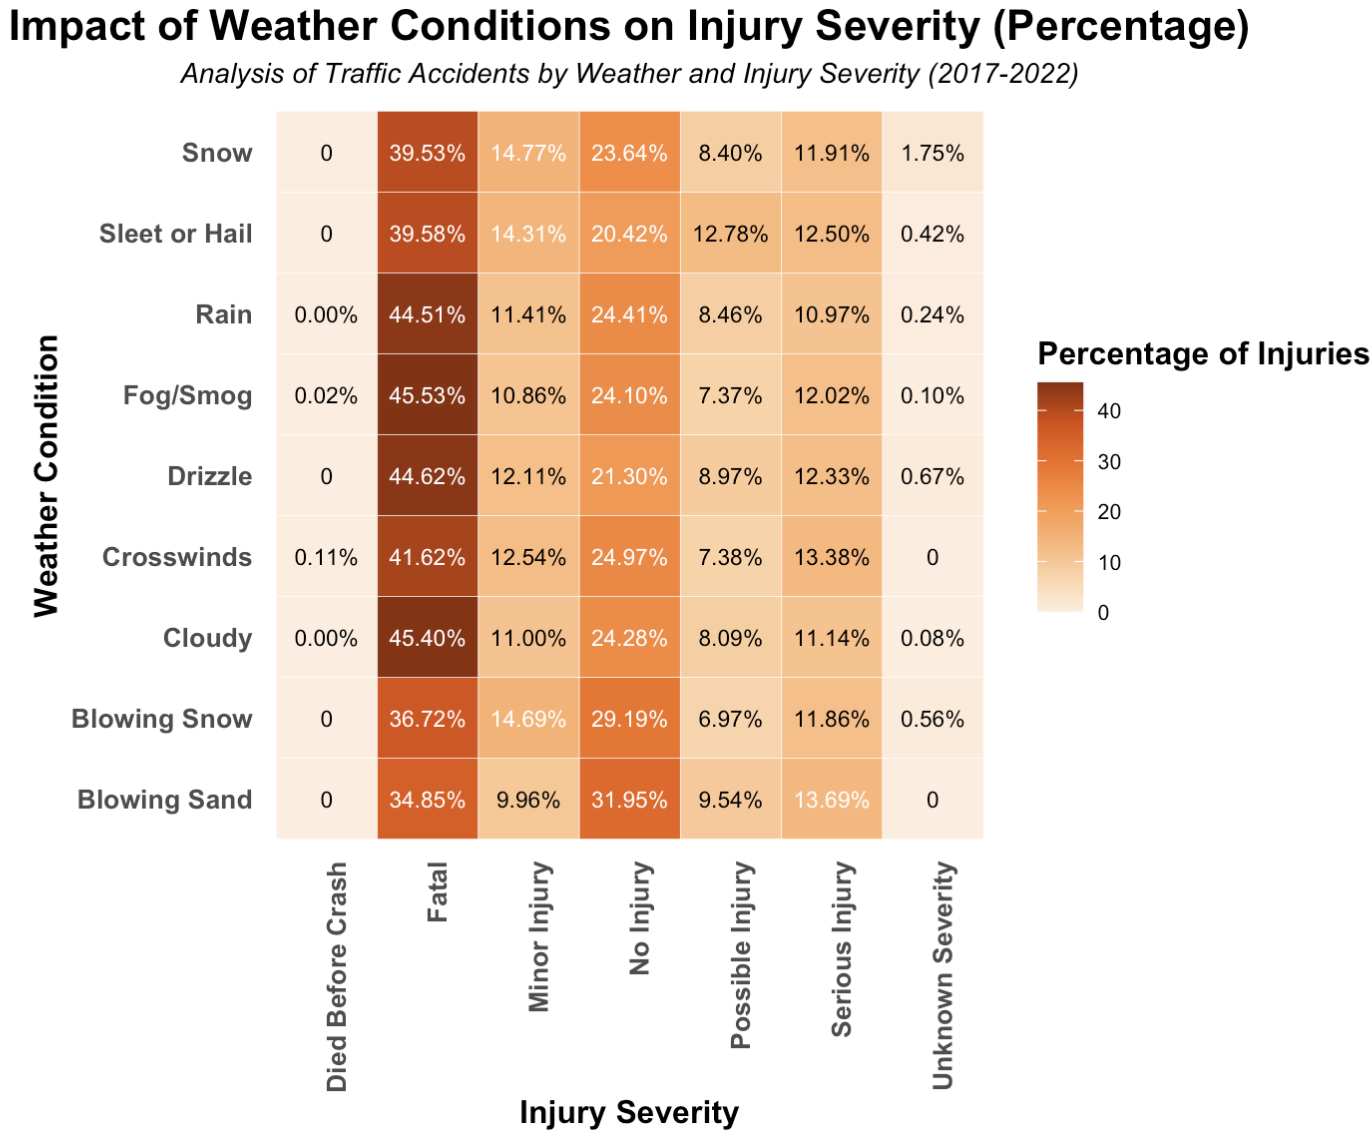 Impact of Weather Conditions on Injury Severity (Percentage)
Analysis of Traffic Accidents by Weather and Injury Severity (2017-2022)
Weather Condition
Snow 0 39.53% 14.77% 23.64% 8.40% 11.91% 1.75%
Sleet or Hail 0 39.58% 14.31% 20.42% 12.78% 12.50% 0.42%
Rain 0.00% 44.51% 11.41% 24.41% 8.46% 10.97% 0.24%
Fog/Smog 0.02% 45.53% 10.86% 24.10% 7.37% 12.02% 0.10%
Drizzle 0 44.62% 12.11% 21.30% 8.97% 12.33% 0.67%
Crosswinds 0.11% 41.62% 12.54% 24.97% 7.38% 13.38% 0
Cloudy 0.00% 45.40% 11.00% 24.28% 8.09% 11.14% 0.08%
Blowing Snow 0 36.72% 14.69% 29.19% 6.97% 11.86% 0.56%
Blowing Sand 0 34.85% 9.96% 31.95% 9.54% 13.69% 0
Died Before Crash
Fatal
Minor Injury
No Injury
Possible Injury
Serious Injury
Unknown Severity
Injury Severity
Percentage of Injuries
40
30
20
10
0